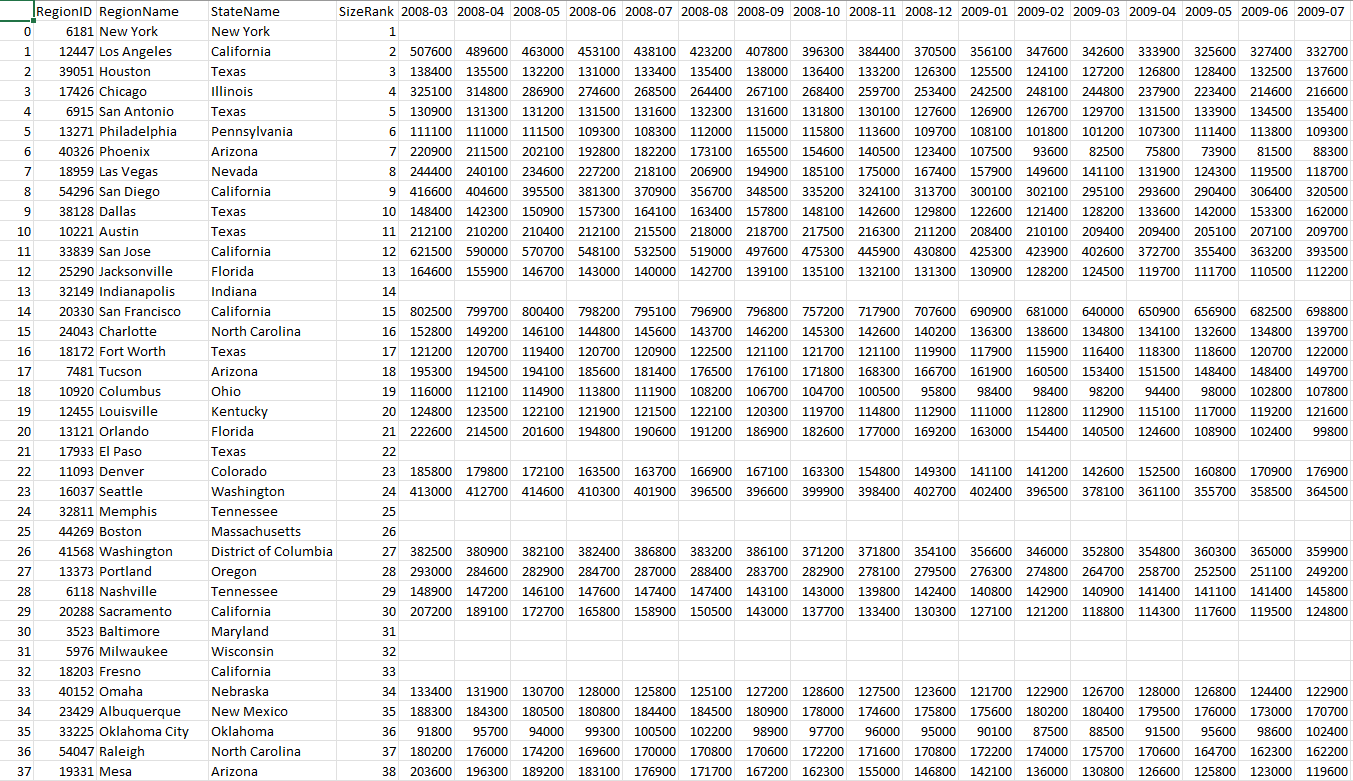 RegionID RegionName StateName SizeRank 2008-03 2008-04 2008-05 2008-06 2008-07 2008-08 2008-09 2008-10 2008-11 2008-12 2009-01 2009-02 2009-03 2009-04 2009-05 2009-06 2009-07
0 6181 New York New York 1
1 12447 Los Angeles California 2 507600 489600 463000 453100 438100 423200 407800 396300 384400 370500 356100 347600 342600 333900 325600 327400 332700
2 39051 Houston Texas 3 138400 135500 132200 131000 133400 135400 138000 136400 133200 126300 125500 124100 127200 126800 128400 132500 137600
3 17426 Chicago Illinois 4 325100 314800 286900 274600 268500 264400 267100 268400 259700 253400 242500 248100 244800 237900 223400 214600 216600
4 6915 San Antonio Texas 5 130900 131300 131200 131500 131600 132300 131600 131800 130100 127600 126900 126700 129700 131500 133900 134500 135400
5 13271 Philadelphia Pennsylvania 6 111100 111000 111500 109300 108300 112000 115000 115800 113600 109700 108100 101800 101200 107300 111400 113800 109300
6 40326 Phoenix Arizona 7 220900 211500 202100 192800 182200 173100 165500 154600 140500 123400 107500 93600 82500 75800 73900 81500 88300
7 18959 Las Vegas Nevada 8 244400 240100 234600 227200 218100 206900 194900 185100 175000 167400 157900 149600 141100 131900 124300 119500 118700
8 54296 San Diego California 9 416600 404600 395500 381300 370900 356700 348500 335200 324100 313700 300100 302100 295100 293600 290400 306400 320500
9 38128 Dallas Texas 10 148400 142300 150900 157300 164100 163400 157800 148100 142600 129800 122600 121400 128200 133600 142000 153300 162000
10 10221 Austin Texas 11 212100 210200 210400 212100 215500 218000 218700 217500 216300 211200 208400 210100 209400 209400 205100 207100 209700
11 33839 San Jose California 12 621500 590000 570700 548100 532500 519000 497600 475300 445900 430800 425300 423900 402600 372700 355400 363200 393500
12 25290 Jacksonville Florida 13 164600 155900 146700 143000 140000 142700 139100 135100 132100 131300 130900 128200 124500 119700 111700 110500 112200
13 32149 Indianapolis Indiana 14
14 20330 San Francisco California 15 802500 799700 800400 798200 795100 796900 796800 757200 717900 707600 690900 681000 640000 650900 656900 682500 698800
15 24043 Charlotte North Carolina 16 152800 149200 146100 144800 145600 143700 146200 145300 142600 140200 136300 138600 134800 134100 132600 134800 139700
16 18172 Fort Worth Texas 17 121200 120700 119400 120700 120900 122500 121100 121700 121100 119900 117900 115900 116400 118300 118600 120700 122000
17 7481 Tucson Arizona 18 195300 194500 194100 185600 181400 176500 176100 171800 168300 166700 161900 160500 153400 151500 148400 148400 149700
18 10920 Columbus Ohio 19 116000 112100 114900 113800 111900 108200 106700 104700 100500 95800 98400 98400 98200 94400 98000 102800 107800
19 12455 Louisville Kentucky 20 124800 123500 122100 121900 121500 122100 120300 119700 114800 112900 111000 112800 112900 115100 117000 119200 121600
20 13121 Orlando Florida 21 222600 214500 201600 194800 190600 191200 186900 182600 177000 169200 163000 154400 140500 124600 108900 102400 99800
21 17933 El Paso Texas 22
22 11093 Denver Colorado 23 185800 179800 172100 163500 163700 166900 167100 163300 154800 149300 141100 141200 142600 152500 160800 170900 176900
23 16037 Seattle Washington 24 413000 412700 414600 410300 401900 396500 396600 399900 398400 402700 402400 396500 378100 361100 355700 358500 364500
24 32811 Memphis Tennessee 25
25 44269 Boston Massachusetts 26
26 41568 Washington District of Columbia 27 382500 380900 382100 382400 386800 383200 386100 371200 371800 354100 356600 346000 352800 354800 360300 365000 359900
27 13373 Portland Oregon 28 293000 284600 282900 284700 287000 288400 283700 282900 278100 279500 276300 274800 264700 258700 252500 251100 249200
28 6118 Nashville Tennessee 29 148900 147200 146100 147600 147400 147400 143100 143000 139800 142400 140800 142900 140900 141400 141100 141400 145800
29 20288 Sacramento California 30 207200 189100 172700 165800 158900 150500 143000 137700 133400 130300 127100 121200 118800 114300 117600 119500 124800
30 3523 Baltimore Maryland 31
31 5976 Milwaukee Wisconsin 32
32 18203 Fresno California 33
33 40152 Omaha Nebraska 34 133400 131900 130700 128000 125800 125100 127200 128600 127500 123600 121700 122900 126700 128000 126800 124400 122900
34 23429 Albuquerque New Mexico 35 188300 184300 180500 180800 184400 184500 180900 178000 174600 175800 175600 180200 180400 179500 176000 173000 170700
35 33225 Oklahoma City Oklahoma 36 91800 95700 94000 99300 100500 102200 98900 97700 96000 95000 90100 87500 88500 91500 95600 98600 102400
36 54047 Raleigh North Carolina 37 180200 176000 174200 169600 170000 170800 170600 172200 171600 170800 172200 174000 175700 170600 164700 162300 162200
37 19331 Mesa Arizona 38 203600 196300 189200 183100 176900 171700 167200 162300 155000 146800 142100 136000 130800 126600 125800 123000 119600